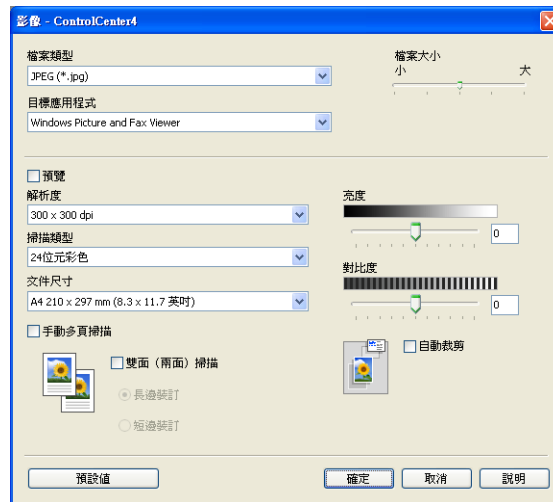 影像 - ControlCenter4
檔案類型
JPEG (*.jpg)
檔案大小
小 大
目標應用程式
Windows Picture and Fax Viewer
預覽
解析度
300 x 300 dpi
掃描類型
24位元彩色
文件尺寸
A4 210 x 297 mm (8.3 x 11.7 英吋)
亮度
0
對比度
0
手動多頁掃描
雙面（兩面）掃描
長邊裝訂
短邊裝訂
自動裁剪
預設值
確定
取消
說明